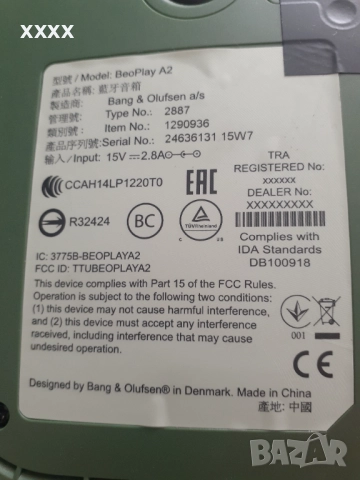 xxxx
型號 / Model: BeoPlay A2
產品名稱: 藍牙音箱
製造商: Bang & Olufsen a/s
管理號: Type No.: 2887
類別號: Item No.: 1290936
產品序列號: Serial No.: 24636131 15W7
輸入/Input: 15V⎓2.8A
TRA
REGISTERED No:
xxxxxx
DEALER No:
XXXXXXXXX
CCAH14LP1220T0
EAC
R32424
BC
TÜVRheinland
Complies with
IDA Standards
DB100918
IC: 3775B-BEOPLAYA2
FCC ID: TTUBEOPLAYA2
This device complies with Part 15 of the FCC Rules.
Operation is subject to the following two conditions:
(1) this device may not cause harmful interference,
and (2) this device must accept any interference
raceived, including interference that may cause
undesired operation.
001
CE
Designed by Bang & Olufsen® in Denmark. Made in China
產地: 中國
BAZAR